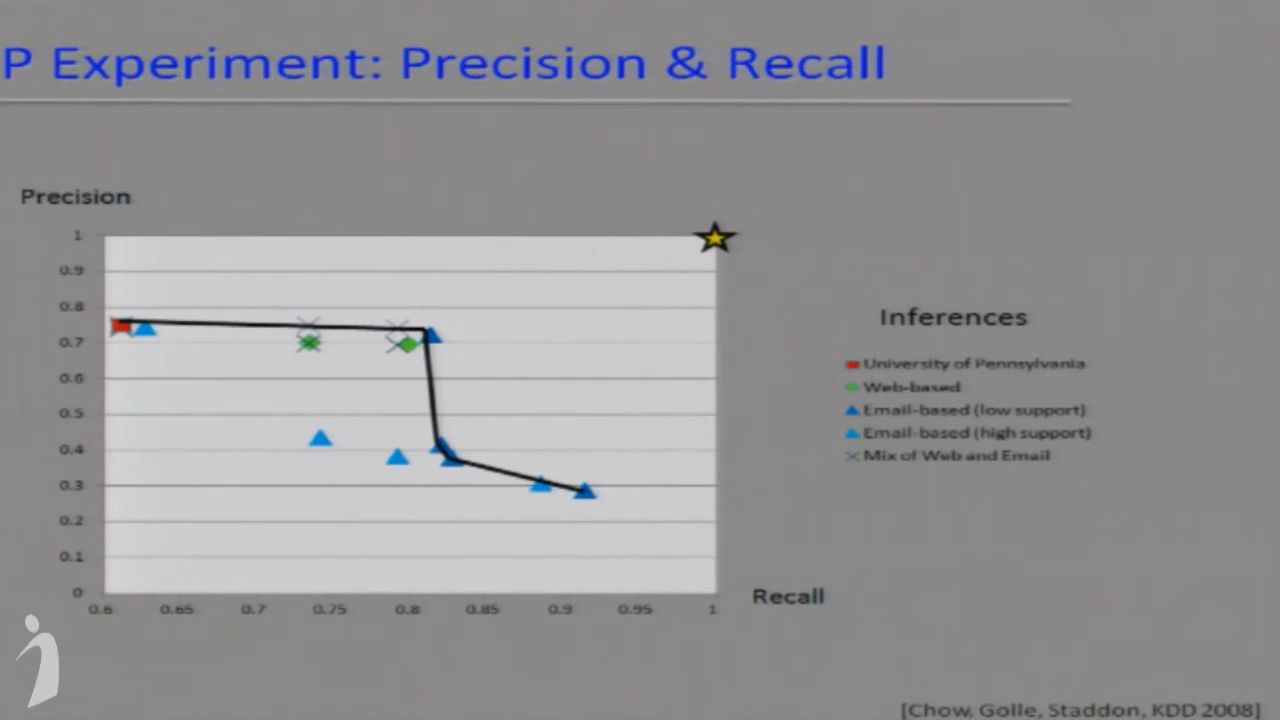 P Experiment: Precision & Recall
Precision
1
0.9
0.8
0.7
0.6
0.5
0.4
0.3
0.2
0.1
0
0.6 0.65 0.7 0.75 0.8 0.85 0.9 0.95 1
Recall
Inferences
University of Pennsylvania
Web-based
Email-based (low support)
Email-based (high support)
Mix of Web and Email
[Chow, Golle, Staddon, KDD 2008]